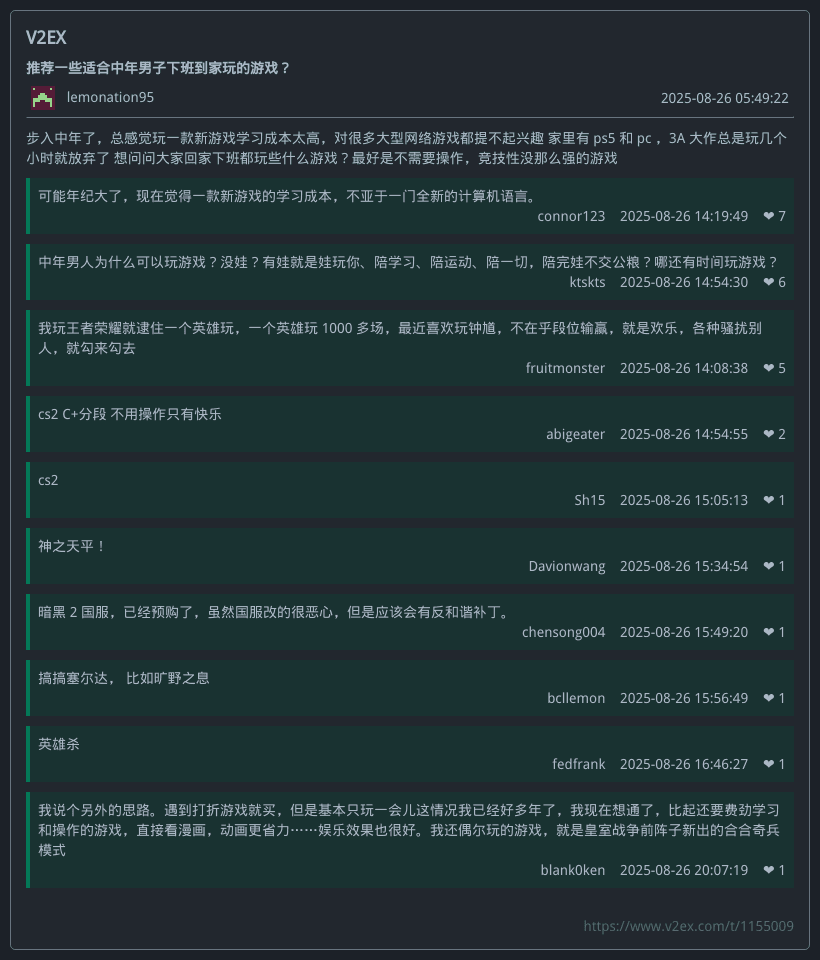 V2EX
推荐一些适合中年男子下班到家玩的游戏？
lemonation95 2025-08-26 05:49:22
步入中年了，总感觉玩一款新游戏学习成本太高，对很多大型网络游戏都提不起兴趣 家里有 ps5 和 pc ，3A 大作总是玩几个
小时就放弃了 想问问大家回家下班都玩些什么游戏？最好是不需要操作，竞技性没那么强的游戏
可能年纪大了，现在觉得一款新游戏的学习成本，不亚于一门全新的计算机语言。
connor123 2025-08-26 14:19:49 ❤ 7
中年男人为什么可以玩游戏？没娃？有娃就是娃玩你、陪学习、陪运动、陪一切，陪完娃不交公粮？哪还有时间玩游戏？
ktskts 2025-08-26 14:54:30 ❤ 6
我玩王者荣耀就逮住一个英雄玩，一个英雄玩 1000 多场，最近喜欢玩钟馗，不在乎段位输赢，就是欢乐，各种骚扰别
人，就勾来勾去
fruitmonster 2025-08-26 14:08:38 ❤ 5
cs2 C+分段 不用操作只有快乐
abigeater 2025-08-26 14:54:55 ❤ 2
cs2
Sh15 2025-08-26 15:05:13 ❤ 1
神之天平！
Davionwang 2025-08-26 15:34:54 ❤ 1
暗黑 2 国服，已经预购了，虽然国服改的很恶心，但是应该会有反和谐补丁。
chensong004 2025-08-26 15:49:20 ❤ 1
搞搞塞尔达， 比如旷野之息
bcllemon 2025-08-26 15:56:49 ❤ 1
英雄杀
fedfrank 2025-08-26 16:46:27 ❤ 1
我说个另外的思路。遇到打折游戏就买，但是基本只玩一会儿这情况我已经好多年了，我现在想通了，比起还要费劲学习
和操作的游戏，直接看漫画，动画更省力……娱乐效果也很好。我还偶尔玩的游戏，就是皇室战争前阵子新出的合合奇兵
模式
blank0ken 2025-08-26 20:07:19 ❤ 1
https://www.v2ex.com/t/1155009